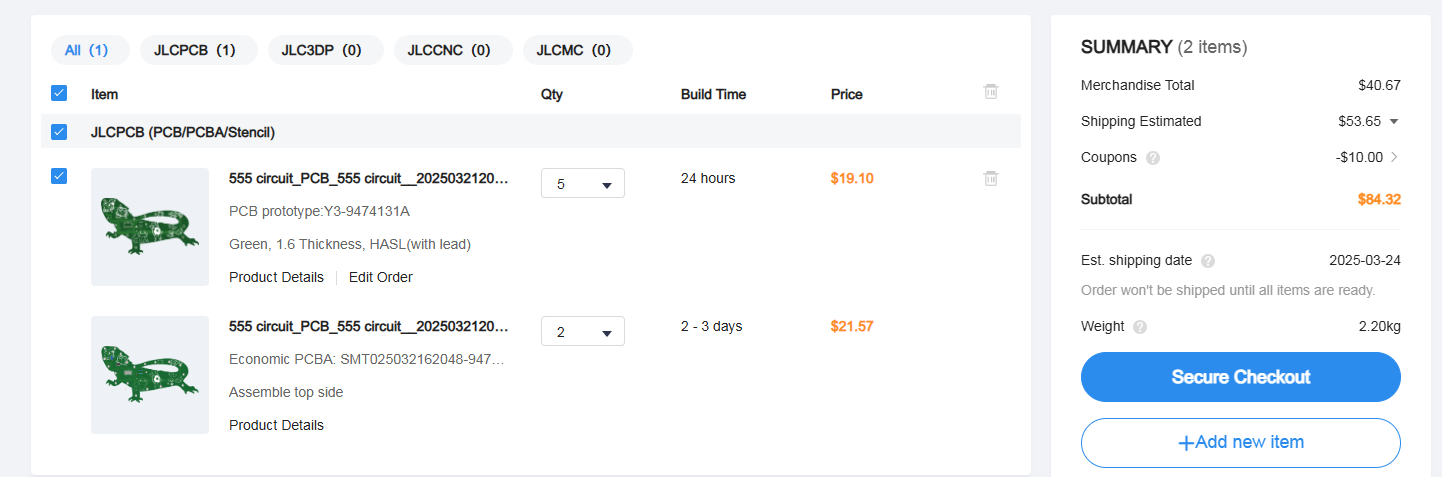 All (1) JLCPCB (1) JLC3DP (0) JLCCNC (0) JLCMC (0)
Item Qty Build Time Price
JLCPCB (PCB/PCBA/Stencil)
555 circuit_PCB_555 circuit__2025032120... 5 24 hours $19.10
PCB prototype:Y3-9474131A
Green, 1.6 Thickness, HASL(with lead)
Product Details Edit Order
555 circuit_PCB_555 circuit__2025032120... 2 2 - 3 days $21.57
Economic PCBA: SMT025032162048-947...
Assemble top side
Product Details
SUMMARY (2 items)
Merchandise Total $40.67
Shipping Estimated $53.65
Coupons ? -$10.00
Subtotal $84.32
Est. shipping date ? 2025-03-24
Order won't be shipped until all items are ready.
Weight ? 2.20kg
Secure Checkout
+Add new item